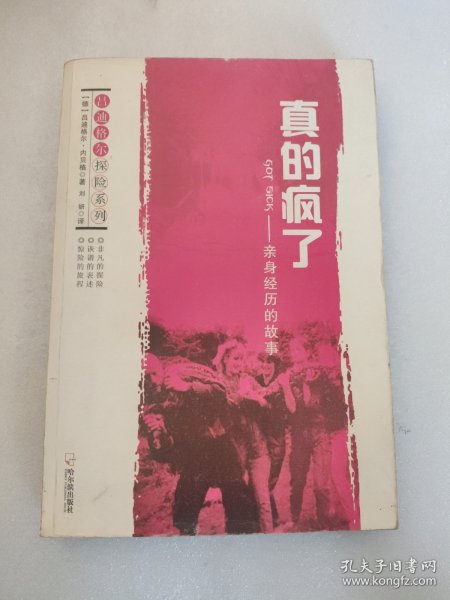 真的疯了
GOT SICK
——亲身经历的故事
吕迪格尔探险系列
【德】吕迪格尔·内贝格 著 刘妍 译
非凡的探险
诙谐的表述
惊险的旅程
哈尔滨出版社
孔夫子旧书网
www.kongfz.com